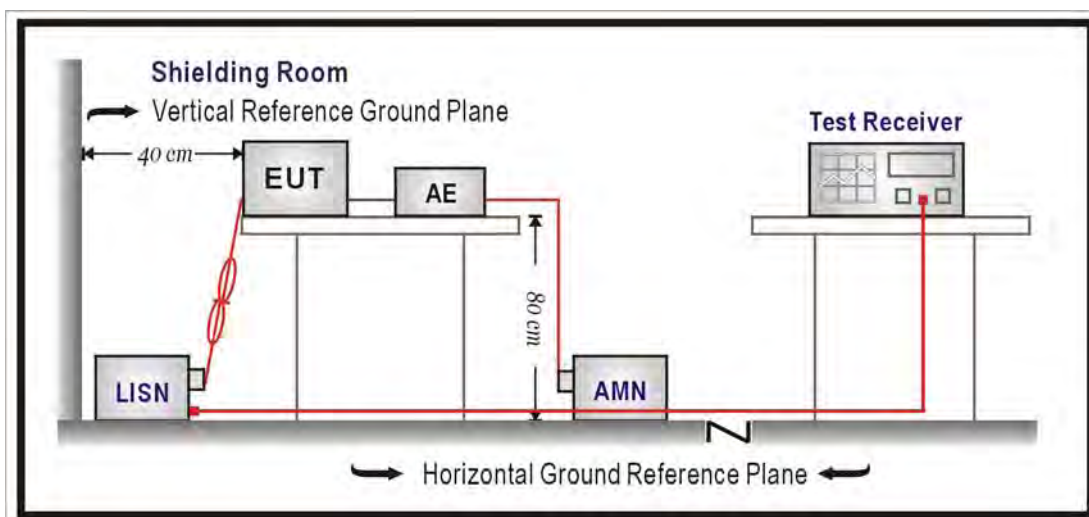 Shielding Room
Vertical Reference Ground Plane
Test Receiver
40 cm
EUT
AE
80 cm
LISN
AMN
Horizontal Ground Reference Plane